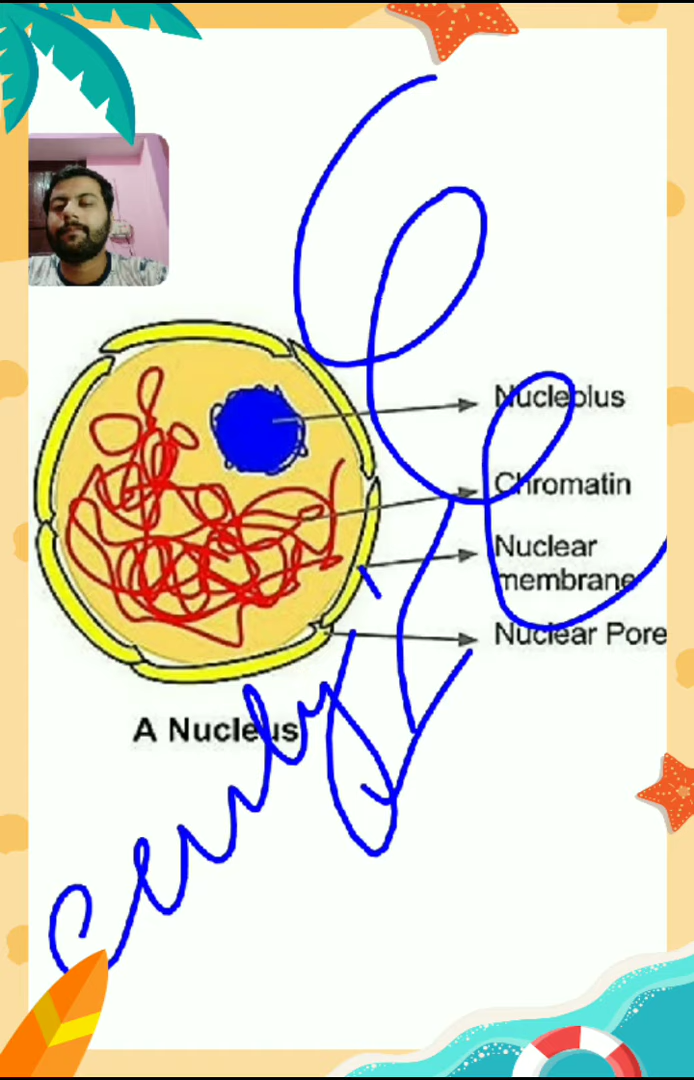 Nucleolus
Chromatin
Nuclear
membrane
Nuclear Pore
A Nucleus